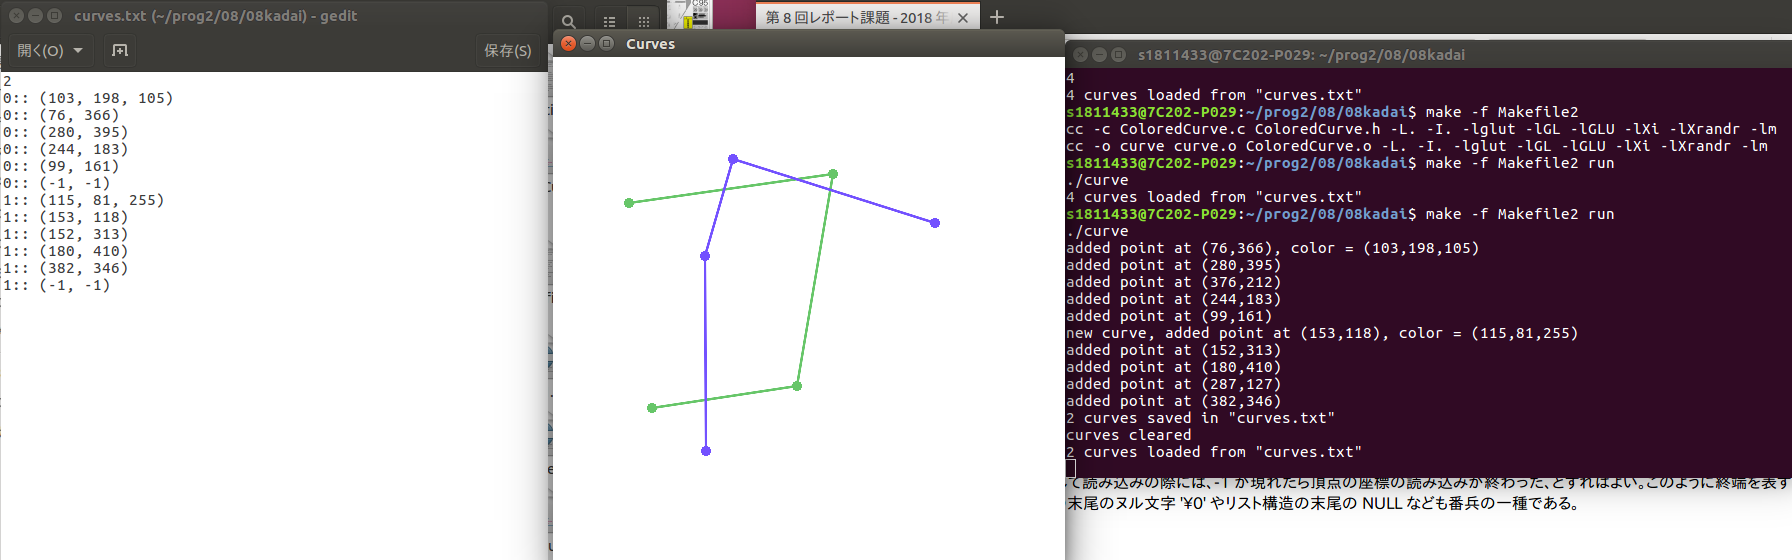 curves.txt (~/prog2/08/08kadai) - gedit
開く(O)
保存(S)
2
0:: (103, 198, 105)
0:: (76, 366)
0:: (280, 395)
0:: (244, 183)
0:: (99, 161)
0:: (-1, -1)
1:: (115, 81, 255)
1:: (153, 118)
1:: (152, 313)
1:: (180, 410)
1:: (382, 346)
1:: (-1, -1)
C95
第 8 回レポート課題 - 2018 年
Curves
s1811433@7C202-P029: ~/prog2/08/08kadai
4
4 curves loaded from "curves.txt"
s1811433@7C202-P029:~/prog2/08/08kadai$ make -f Makefile2
cc -c ColoredCurve.c ColoredCurve.h -L. -I. -lglut -lGL -lGLU -lXi -lXrandr -lm
cc -o curve curve.o ColoredCurve.o -L. -I. -lglut -lGL -lGLU -lXi -lXrandr -lm
s1811433@7C202-P029:~/prog2/08/08kadai$ make -f Makefile2 run
./curve
4 curves loaded from "curves.txt"
s1811433@7C202-P029:~/prog2/08/08kadai$ make -f Makefile2 run
./curve
added point at (76,366), color = (103,198,105)
added point at (280,395)
added point at (376,212)
added point at (244,183)
added point at (99,161)
new curve, added point at (153,118), color = (115,81,255)
added point at (152,313)
added point at (180,410)
added point at (287,127)
added point at (382,346)
2 curves saved in "curves.txt"
curves cleared
2 curves loaded from "curves.txt"
て読み込みの際には、-1 が現れたら頂点の座標の読み込みが終わった、とすればよい。このように終端を表す
末尾のヌル文字 '¥0' やリスト構造の末尾の NULL なども番兵の一種である。